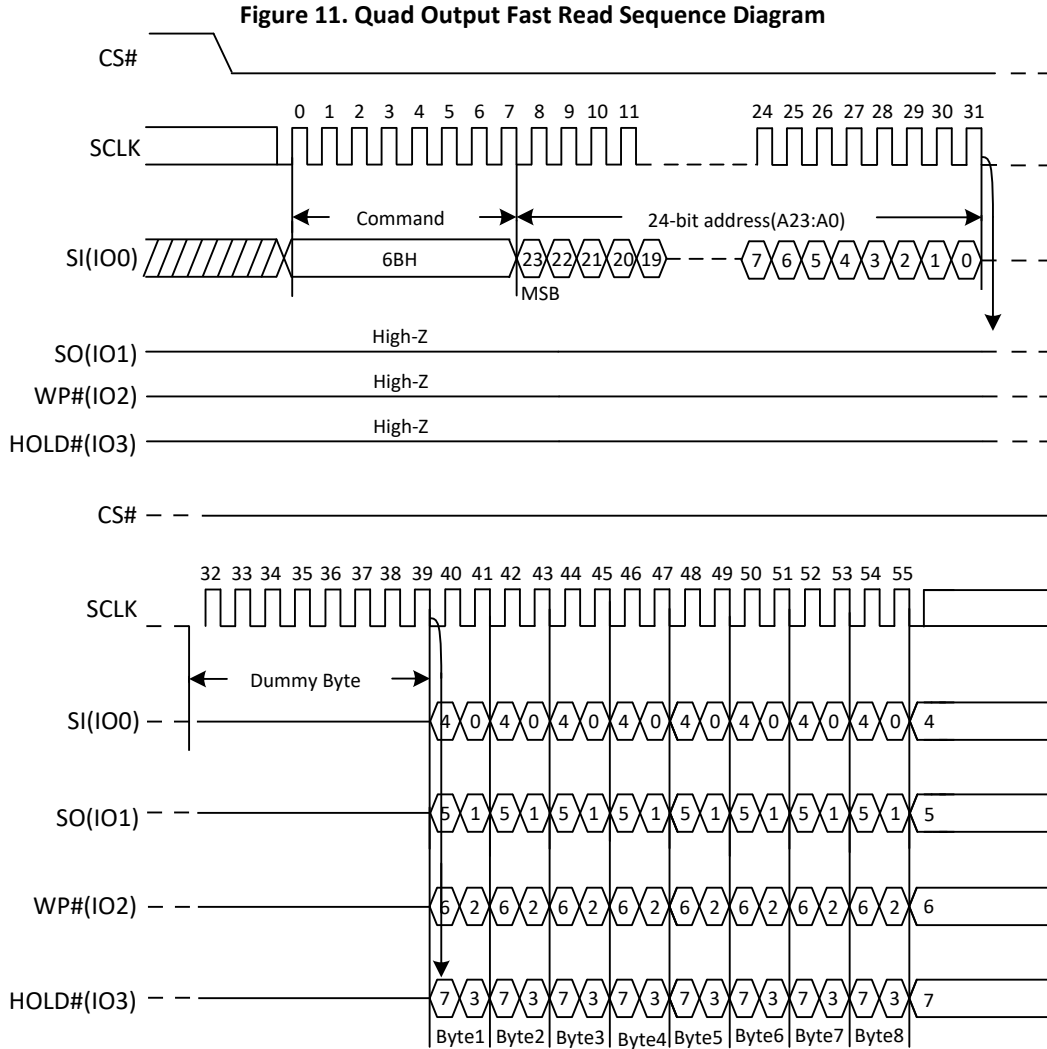 Figure 11. Quad Output Fast Read Sequence Diagram
CS#
0 1 2 3 4 5 6 7 8 9 10 11 24 25 26 27 28 29 30 31
SCLK
Command 24-bit address(A23:A0)
SI(IO0) 6BH 23 22 21 20 19 7 6 5 4 3 2 1 0
MSB
High-Z
SO(IO1)
High-Z
WP#(IO2)
High-Z
HOLD#(IO3)
CS#
32 33 34 35 36 37 38 39 40 41 42 43 44 45 46 47 48 49 50 51 52 53 54 55
SCLK
Dummy Byte
SI(IO0) 4 0 4 0 4 0 4 0 4 0 4 0 4 0 4 0 4
SO(IO1) 5 1 5 1 5 1 5 1 5 1 5 1 5 1 5 1 5
WP#(IO2) 6 2 6 2 6 2 6 2 6 2 6 2 6 2 6 2 6
HOLD#(IO3) 7 3 7 3 7 3 7 3 7 3 7 3 7 3 7 3 7
Byte1 Byte2 Byte3 Byte4 Byte5 Byte6 Byte7 Byte8